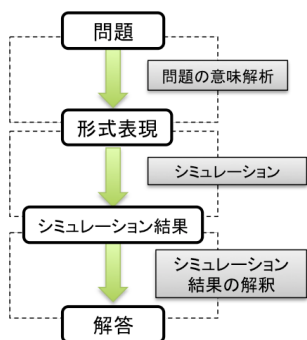 問題
問題の意味解析
形式表現
シミュレーション
シミュレーション結果
シミュレーション
結果の解釈
解答